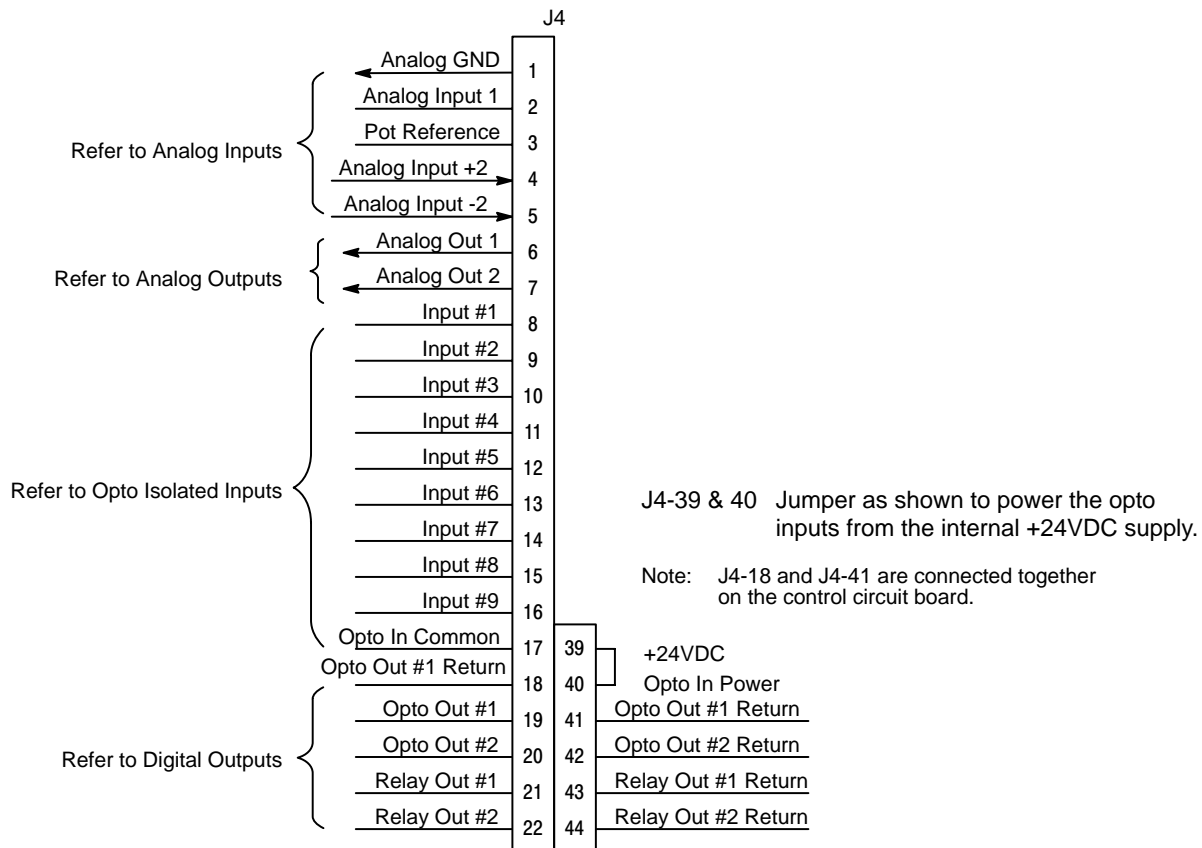 J4
Analog GND 1
Analog Input 1 2
Refer to Analog Inputs
Pot Reference 3
Analog Input +2 4
Analog Input -2 5
Analog Out 1 6
Refer to Analog Outputs
Analog Out 2 7
Input #1 8
Input #2 9
Input #3 10
Input #4 11
Input #5 12
Refer to Opto Isolated Inputs
Input #6 13
Input #7 14
Input #8 15
Input #9 16
J4-39 & 40 Jumper as shown to power the opto
inputs from the internal +24VDC supply.
Note: J4-18 and J4-41 are connected together
on the control circuit board.
Opto In Common 17 39 +24VDC
Opto Out #1 Return 18 40 Opto In Power
Opto Out #1 19 41 Opto Out #1 Return
Refer to Digital Outputs
Opto Out #2 20 42 Opto Out #2 Return
Relay Out #1 21 43 Relay Out #1 Return
Relay Out #2 22 44 Relay Out #2 Return